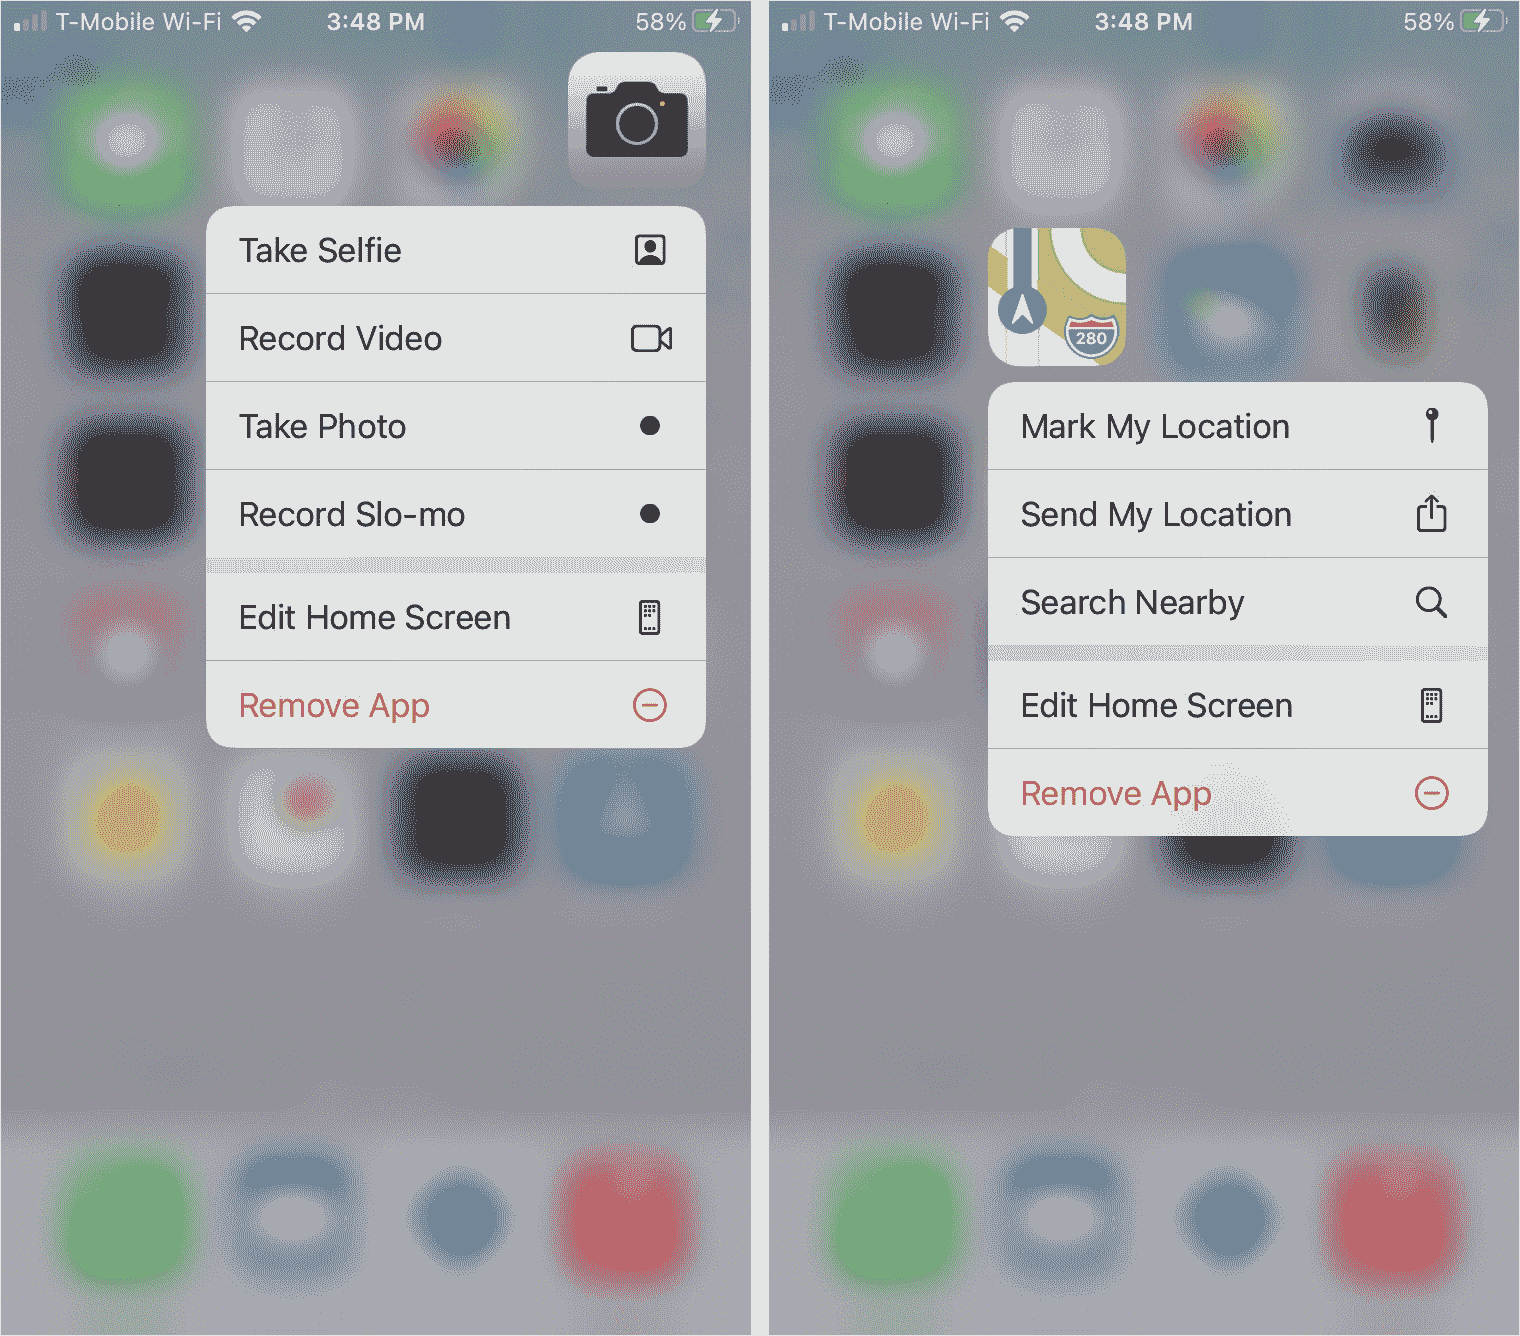 T-Mobile Wi-Fi 3:48 PM 58%
Take Selfie
Record Video
Take Photo
Record Slo-mo
Edit Home Screen
Remove App
T-Mobile Wi-Fi 3:48 PM 58%
280
Mark My Location
Send My Location
Search Nearby
Edit Home Screen
Remove App